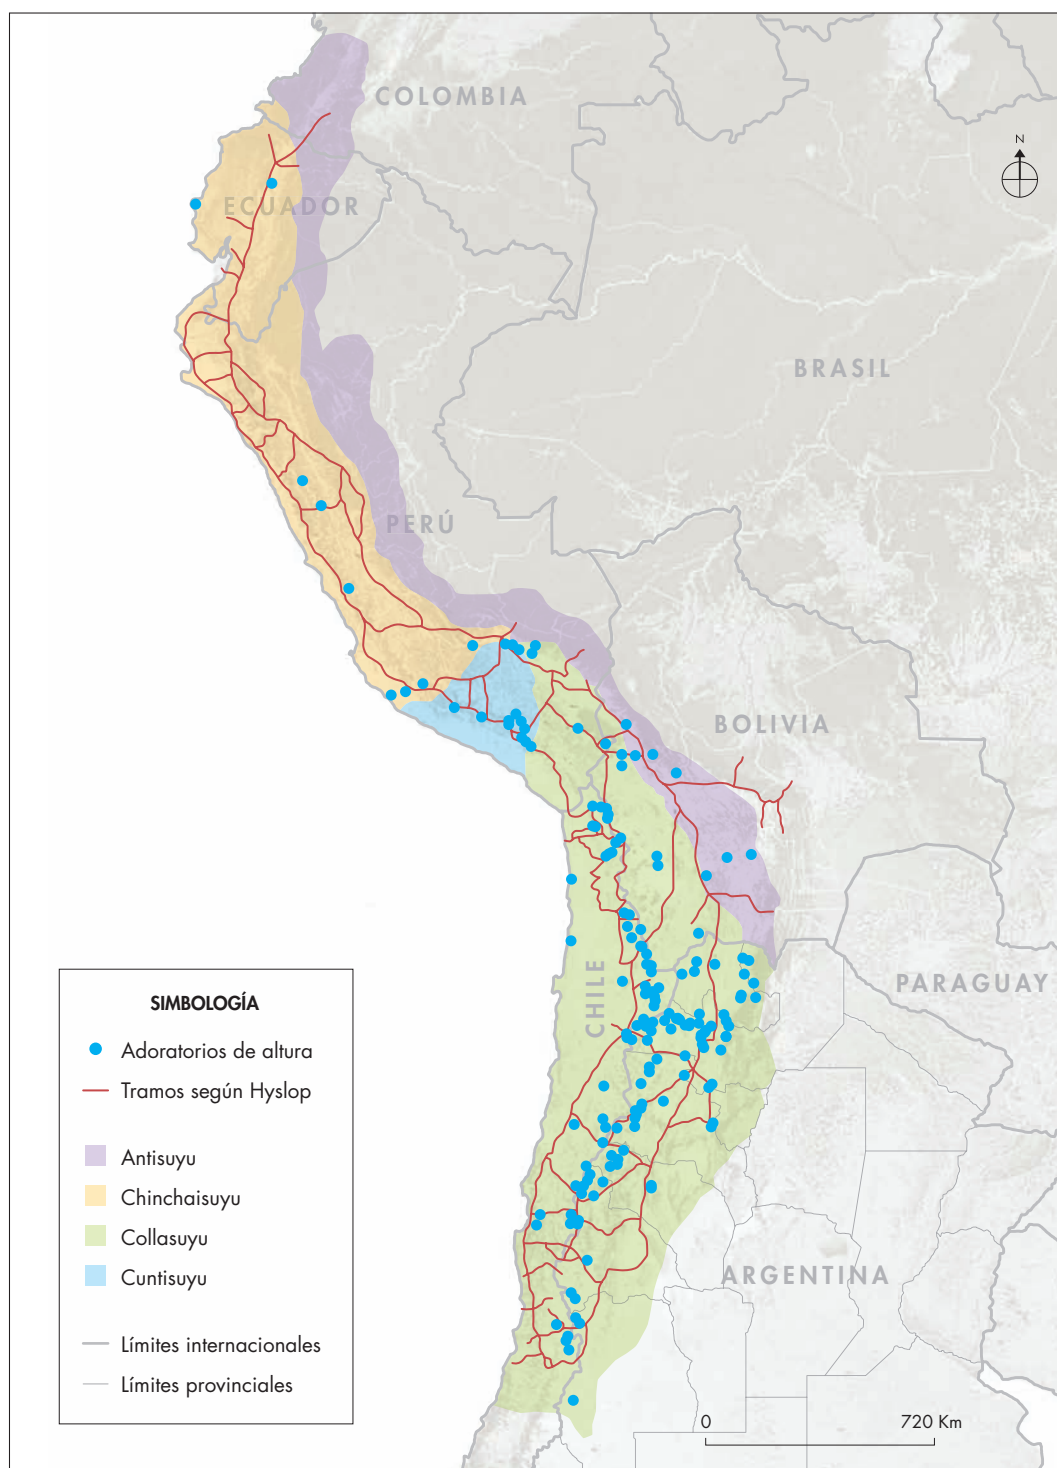 COLOMBIA
N
ECUADOR
BRASIL
PERÚ
BOLIVIA
CHILE
PARAGUAY
ARGENTINA
SIMBOLOGÍA
Adoratorios de altura
Tramos según Hyslop
Antisuyu
Chinchaisuyu
Collasuyu
Cuntisuyu
Límites internacionales
Límites provinciales
0
720 Km